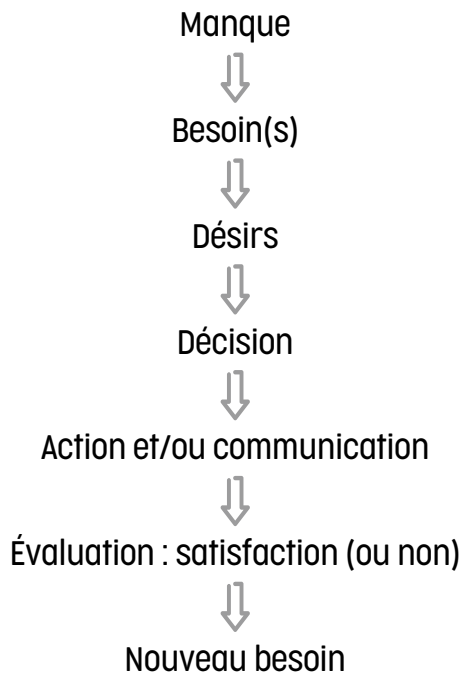 Manque
Besoin(s)
Désirs
Décision
Action et/ou communication
Évaluation : satisfaction (ou non)
Nouveau besoin